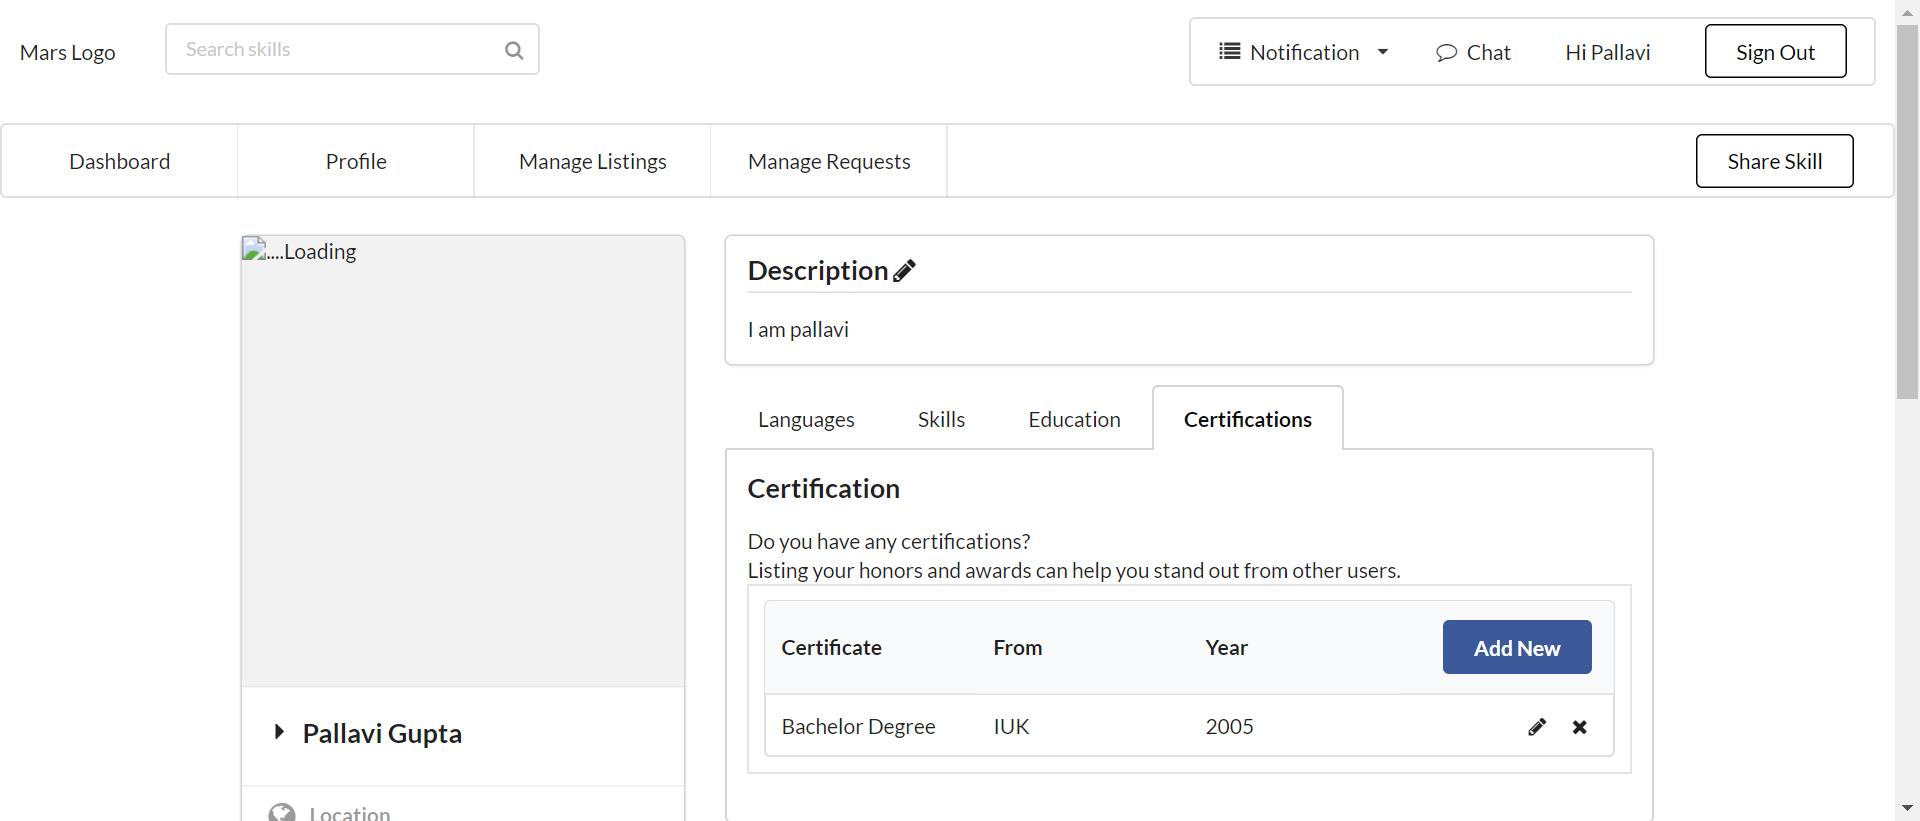 Mars Logo
Search skills
Notification
Chat
Hi Pallavi
Sign Out
Dashboard
Profile
Manage Listings
Manage Requests
Share Skill
....Loading
Pallavi Gupta
Location
Description
I am pallavi
Languages
Skills
Education
Certifications
Certification
Do you have any certifications?
Listing your honors and awards can help you stand out from other users.
Certificate From Year Add New
Bachelor Degree IUK 2005